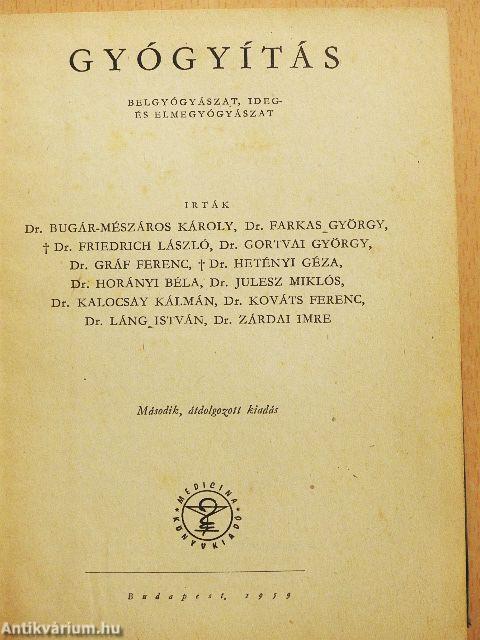 GYÓGYÍTÁS
BELGYÓGYÁSZAT, IDEG-
ÉS ELMEGYÓGYÁSZAT
IRTÁK
Dr. BUGÁR-MÉSZÁROS KÁROLY, Dr. FARKAS GYÖRGY,
† Dr. FRIEDRICH LÁSZLÓ, Dr. GORTVAI GYÖRGY,
Dr. GRÁF FERENC, † Dr. HETÉNYI GÉZA,
Dr. HORÁNYI BÉLA, Dr. JULESZ MIKLÓS,
Dr. KALOCSAY KÁLMÁN, Dr. KOVÁTS FERENC,
Dr. LÁNG ISTVÁN, Dr. ZÁRDAI IMRE
Második, átdolgozott kiadás
MEDICINA
KÖNYVKIADÓ
Budapest, 1959
Antikvárium.hu